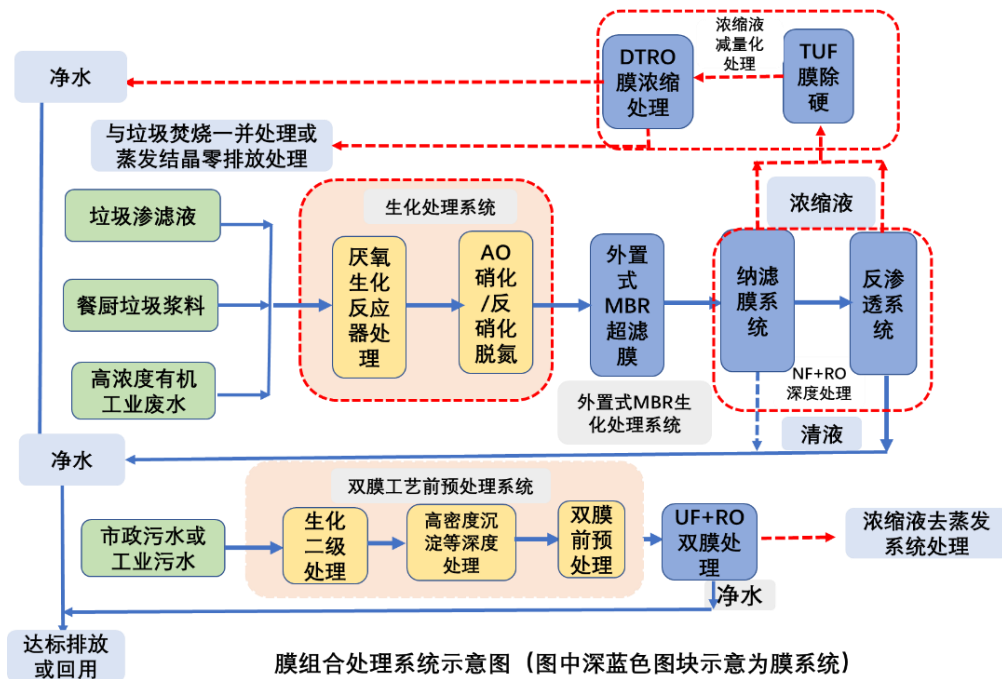 净水
DTRO
膜浓缩
处理
浓缩液
减量化
处理
TUF
膜除
硬
与垃圾焚烧一并处理或
蒸发结晶零排放处理
浓缩液
垃圾渗滤液
餐厨垃圾浆料
高浓度有机
工业废水
生化处理系统
厌氧
生化
反应
器处
理
AO
硝化
/反
硝化
脱氮
外置
式
MBR
超滤
膜
外置式MBR生
化处理系统
纳滤
膜系
统
反渗
透系
统
NF+RO
深度处理
清液
净水
双膜工艺前预处理系统
市政污水或
工业污水
生化
二级
处理
高密度沉
淀等深度
处理
双膜
前预
处理
UF+RO
双膜处
理
浓缩液去蒸发
系统处理
净水
达标排放
或回用
膜组合处理系统示意图（图中深蓝色图块示意为膜系统）